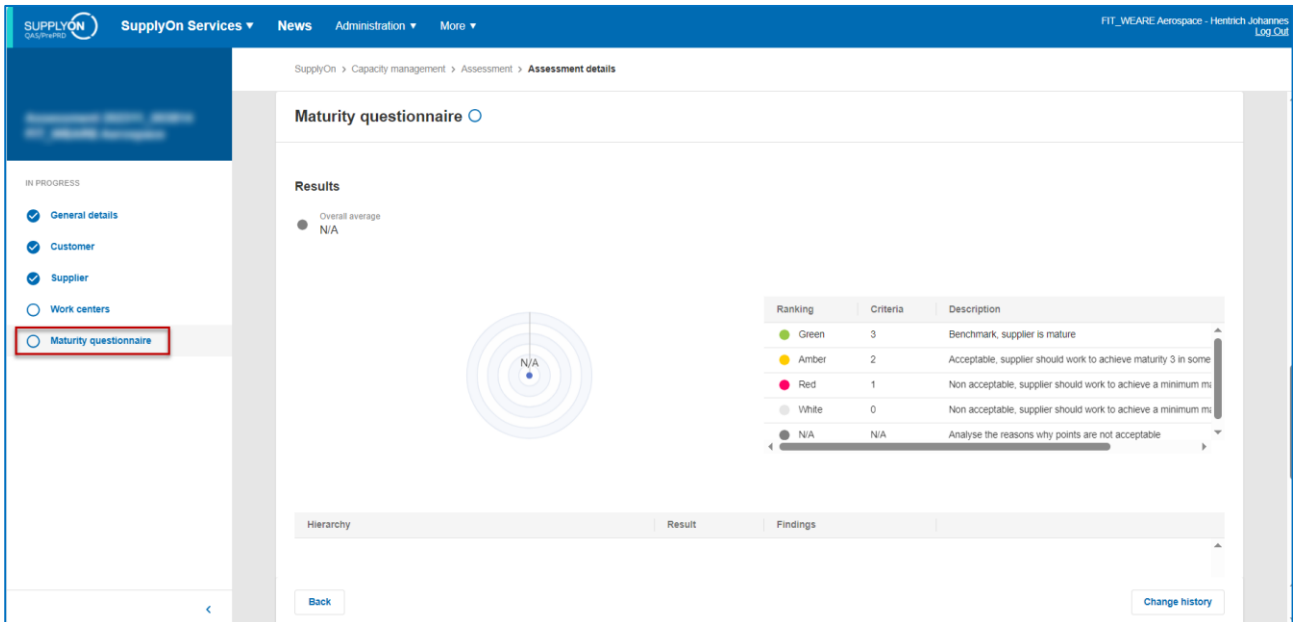 SUPPLYON
QAS/PrePRD
SupplyOn Services ▾ News Administration ▾ More ▾
FIT_WEARE Aerospace - Hentrich Johannes
Log Out
SupplyOn > Capacity management > Assessment > Assessment details
Maturity questionnaire
IN PROGRESS
General details
Customer
Supplier
Work centers
Maturity questionnaire
Results
Overall average
N/A
N/A
Ranking Criteria Description
Green 3 Benchmark, supplier is mature
Amber 2 Acceptable, supplier should work to achieve maturity 3 in some
Red 1 Non acceptable, supplier should work to achieve a minimum ma
White 0 Non acceptable, supplier should work to achieve a minimum ma
N/A N/A Analyse the reasons why points are not acceptable
Hierarchy Result Findings
Back
Change history